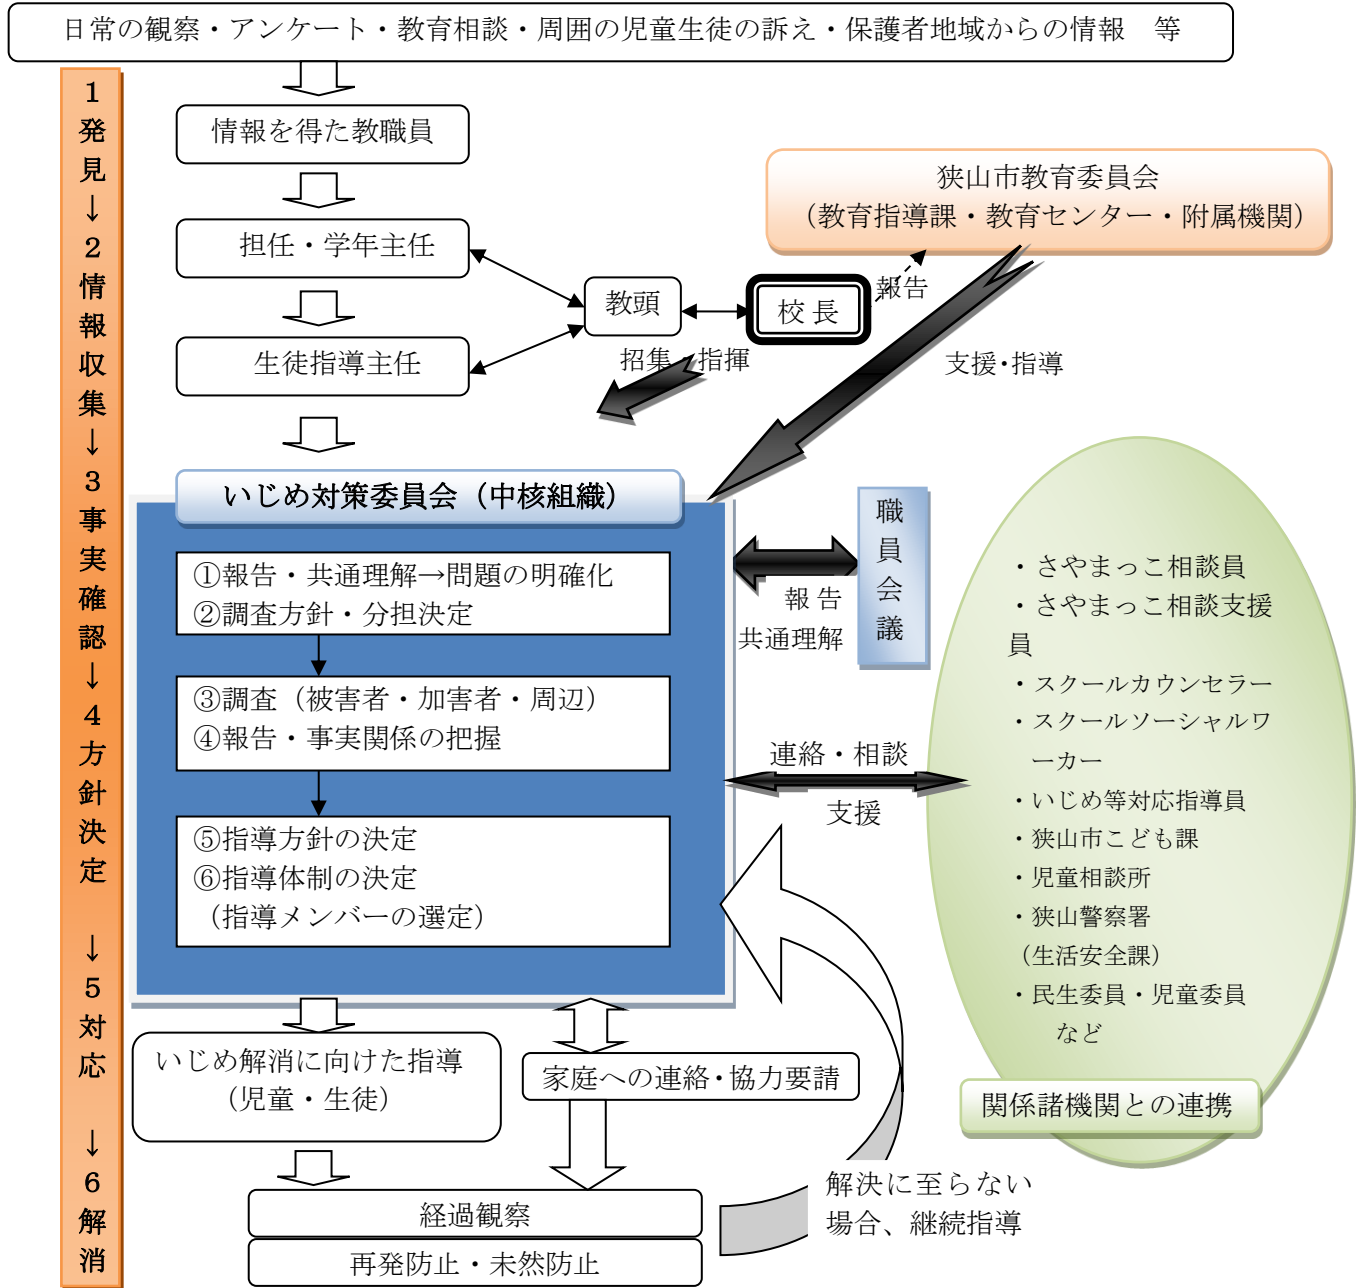 日常の観察・アンケート・教育相談・周囲の児童生徒の訴え・保護者地域からの情報　等
1発見↓2情報収集↓3事実確認↓4方針決定　↓5対応　↓6解消
情報を得た教職員
担任・学年主任
生徒指導主任
教頭
校長
報告
狭山市教育委員会
（教育指導課・教育センター・附属機関）
招集・指揮
支援・指導
いじめ対策委員会（中核組織）
①報告・共通理解→問題の明確化
②調査方針・分担決定
③調査（被害者・加害者・周辺）
④報告・事実関係の把握
⑤指導方針の決定
⑥指導体制の決定
（指導メンバーの選定）
職員会議
報告
共通理解
連絡・相談
支援
・さやまっこ相談員
・さやまっこ相談支援
員
・スクールカウンセラー
・スクールソーシャルワ
ーカー
・いじめ等対応指導員
・狭山市こども課
・児童相談所
・狭山警察署
（生活安全課）
・民生委員・児童委員
など
関係諸機関との連携
いじめ解消に向けた指導
（児童・生徒）
家庭への連絡・協力要請
経過観察
再発防止・未然防止
解決に至らない
場合、継続指導